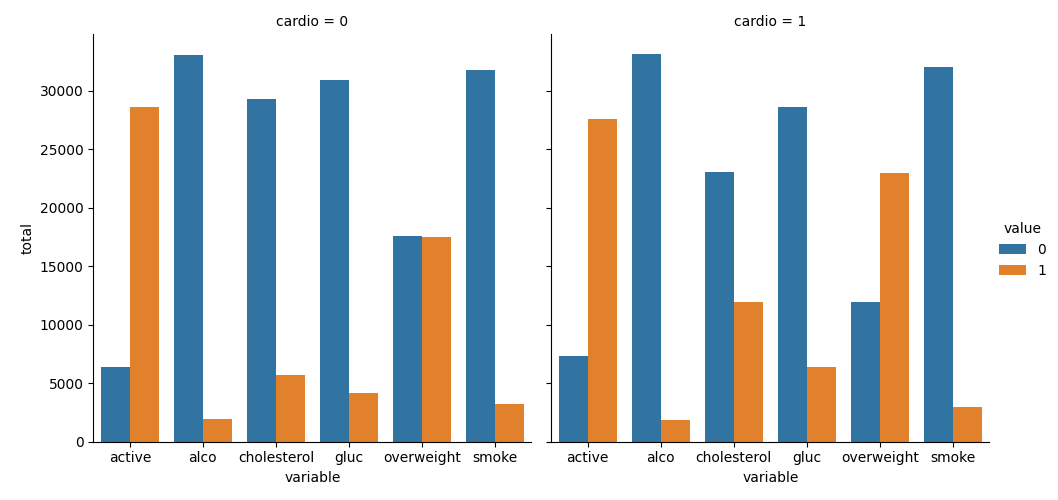 cardio = 0
cardio = 1
total
30000
25000
20000
15000
10000
5000
0
active alco cholesterol gluc overweight smoke
variable
active alco cholesterol gluc overweight smoke
variable
value
0
1